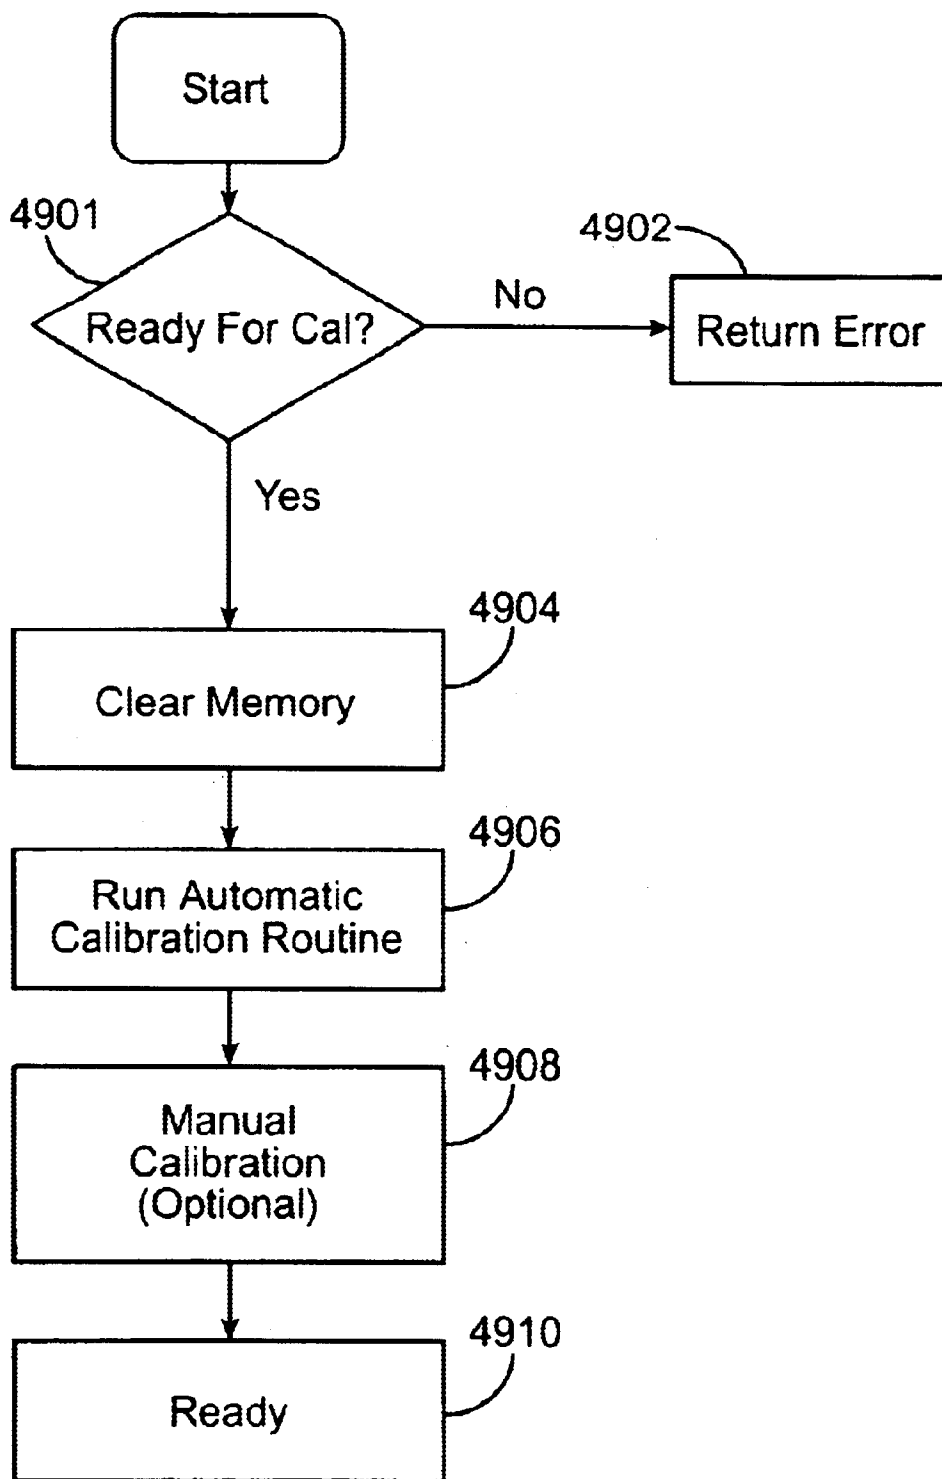 Start
4901
Ready For Cal?
No
4902
Return Error
Yes
4904
Clear Memory
4906
Run Automatic
Calibration Routine
4908
Manual
Calibration
(Optional)
4910
Ready